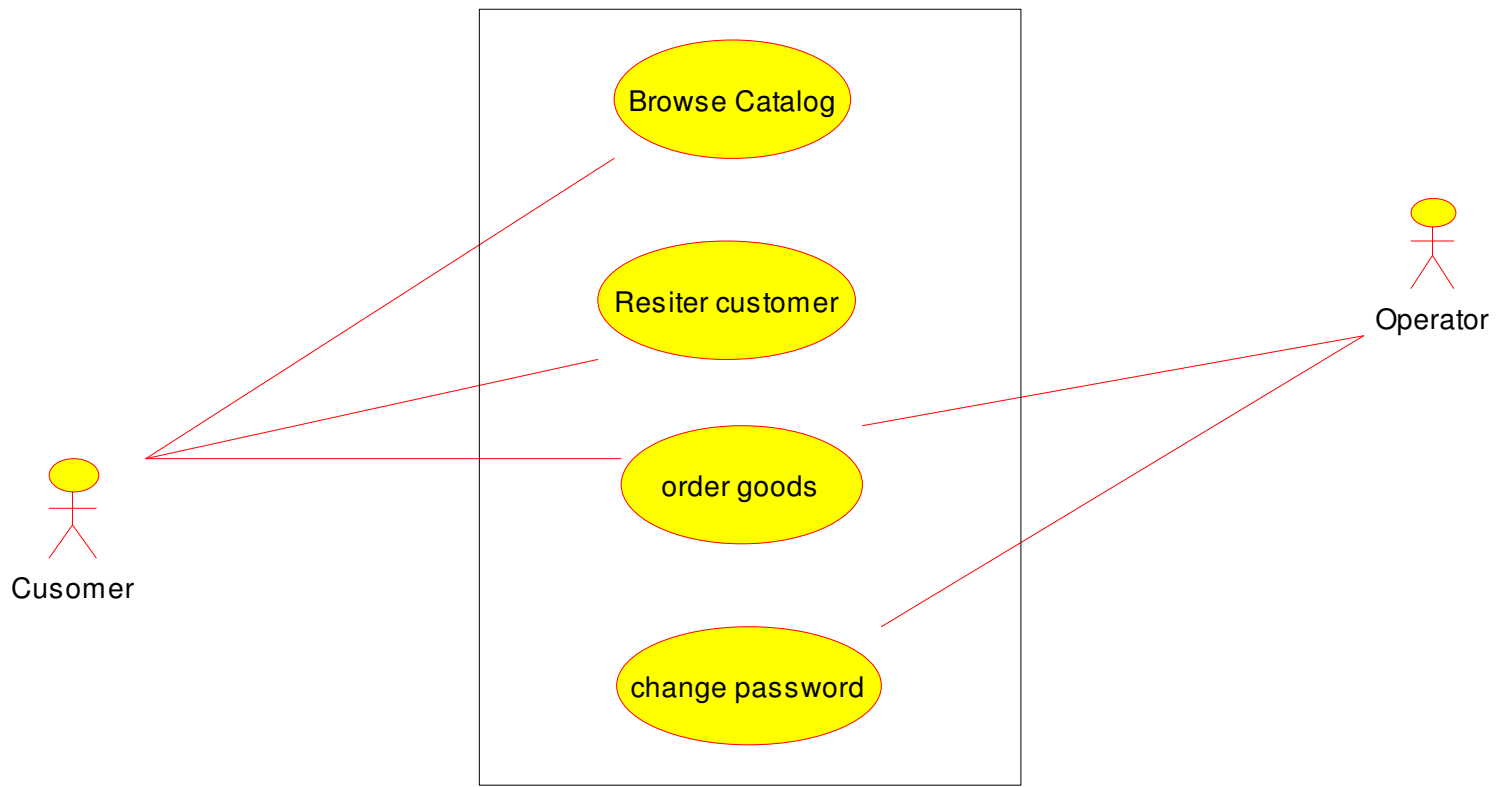 Browse Catalog
Resiter customer
Operator
order goods
Cusomer
change password